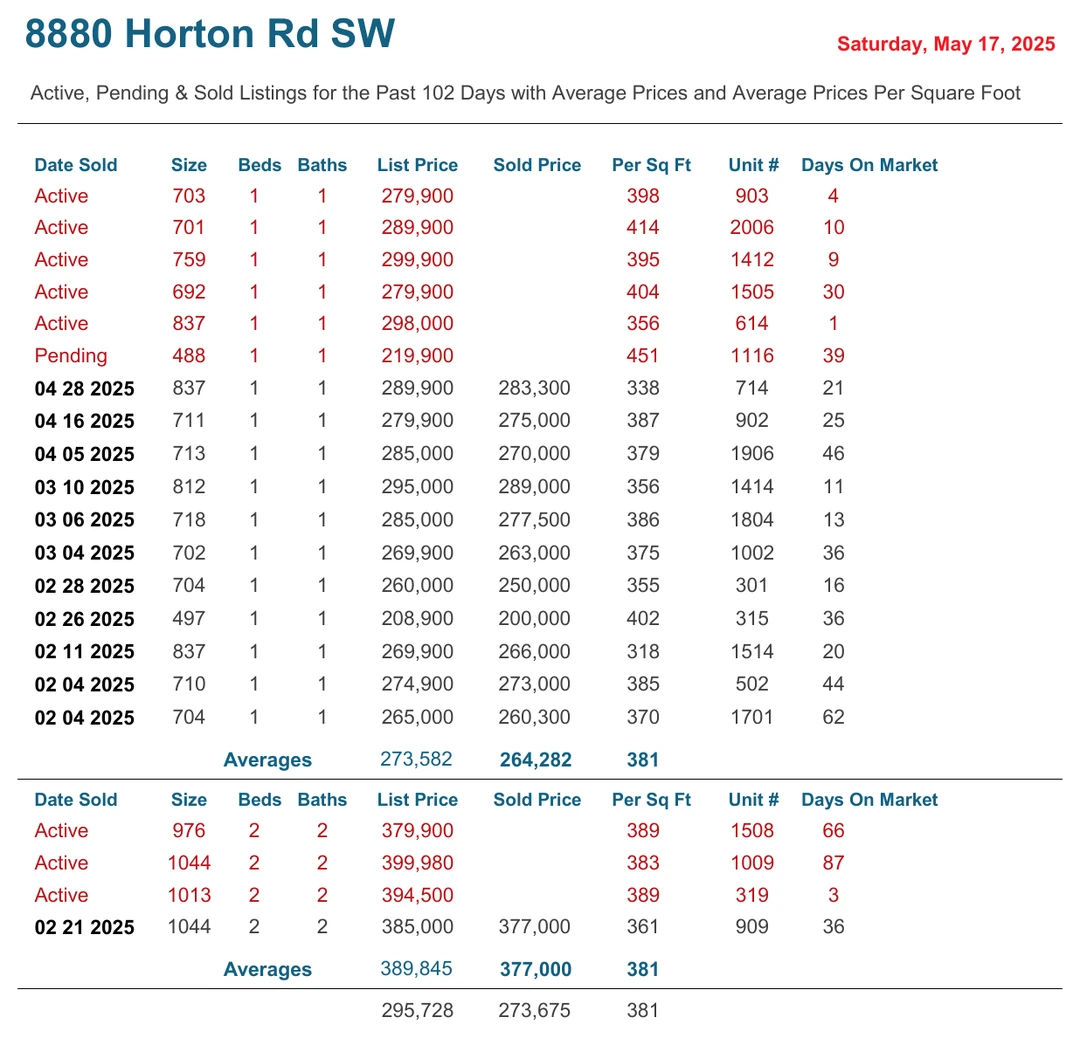 8880 Horton Rd SW
Saturday, May 17, 2025
Active, Pending & Sold Listings for the Past 102 Days with Average Prices and Average Prices Per Square Foot
Date Sold Size Beds Baths List Price Sold Price Per Sq Ft Unit # Days On Market
Active 703 1 1 279,900 398 903 4
Active 701 1 1 289,900 414 2006 10
Active 759 1 1 299,900 395 1412 9
Active 692 1 1 279,900 404 1505 30
Active 837 1 1 298,000 356 614 1
Pending 488 1 1 219,900 451 1116 39
04 28 2025 837 1 1 289,900 283,300 338 714 21
04 16 2025 711 1 1 279,900 275,000 387 902 25
04 05 2025 713 1 1 285,000 270,000 379 1906 46
03 10 2025 812 1 1 295,000 289,000 356 1414 11
03 06 2025 718 1 1 285,000 277,500 386 1804 13
03 04 2025 702 1 1 269,900 263,000 375 1002 36
02 28 2025 704 1 1 260,000 250,000 355 301 16
02 26 2025 497 1 1 208,900 200,000 402 315 36
02 11 2025 837 1 1 269,900 266,000 318 1514 20
02 04 2025 710 1 1 274,900 273,000 385 502 44
02 04 2025 704 1 1 265,000 260,300 370 1701 62
Averages 273,582 264,282 381
Date Sold Size Beds Baths List Price Sold Price Per Sq Ft Unit # Days On Market
Active 976 2 2 379,900 389 1508 66
Active 1044 2 2 399,980 383 1009 87
Active 1013 2 2 394,500 389 319 3
02 21 2025 1044 2 2 385,000 377,000 361 909 36
Averages 389,845 377,000 381
295,728 273,675 381